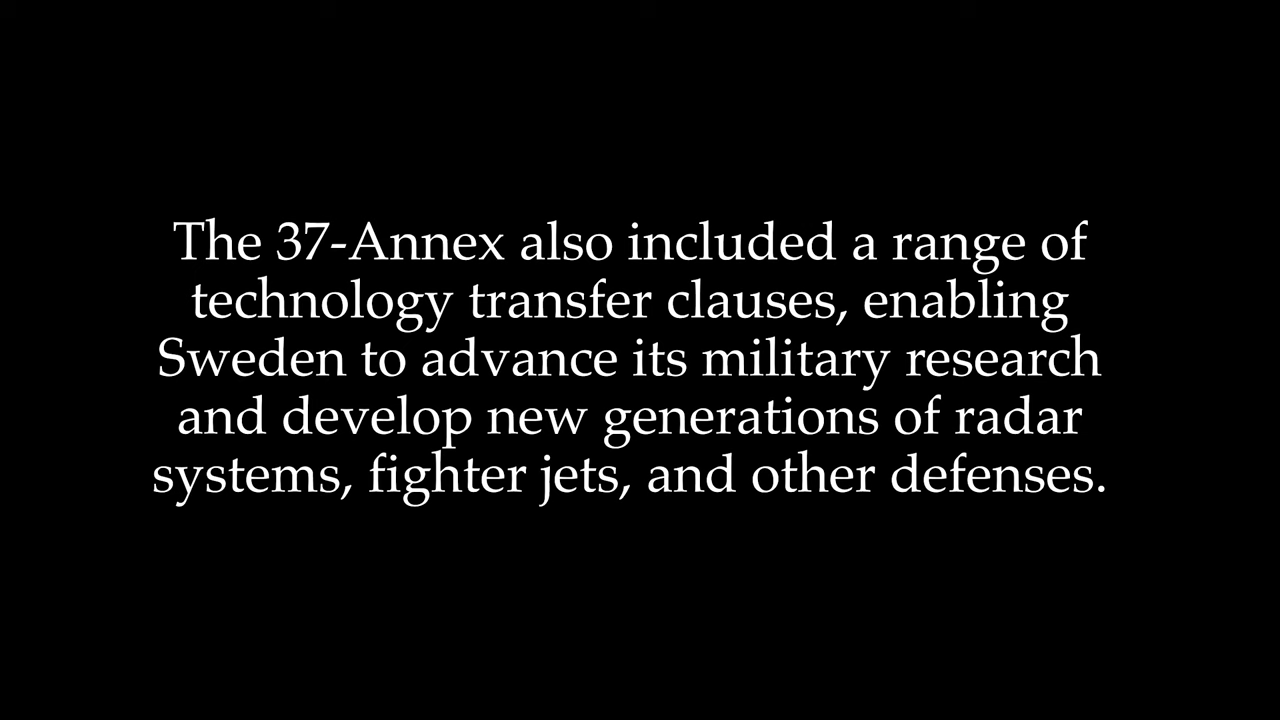 The 37-Annex also included a range of
technology transfer clauses, enabling
Sweden to advance its military research
and develop new generations of radar
systems, fighter jets, and other defenses.